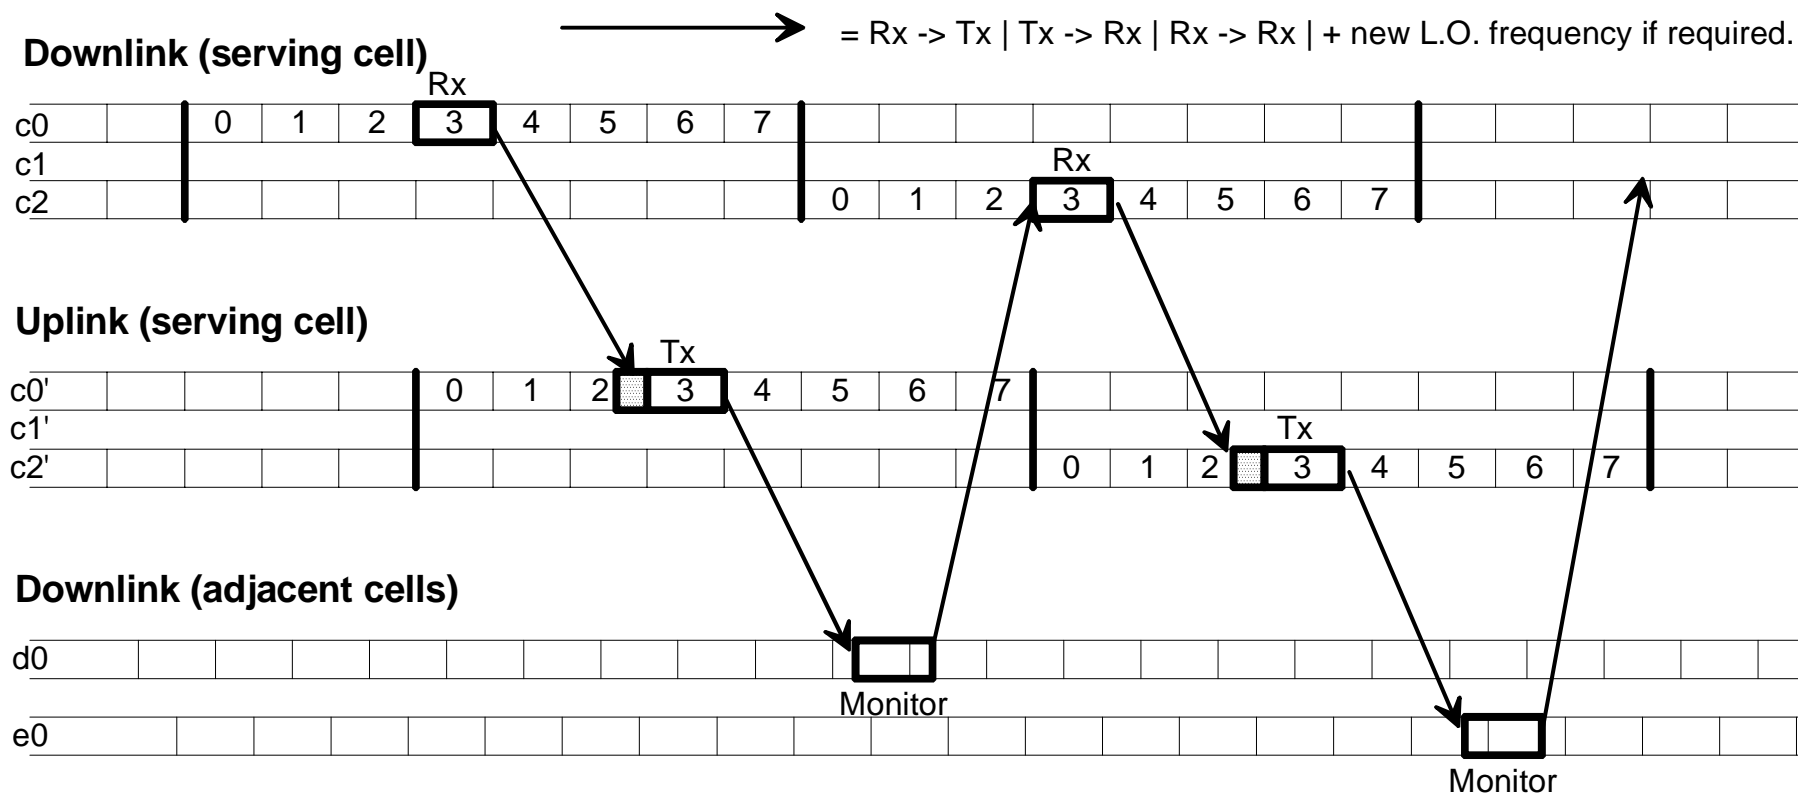 = Rx -> Tx | Tx -> Rx | Rx -> Rx | + new L.O. frequency if required.
Downlink (serving cell)
Rx
c0 0 1 2 3 4 5 6 7
c1 Rx
c2 0 1 2 3 4 5 6 7
Uplink (serving cell)
Tx
c0' 0 1 2 3 4 5 6 7
c1' Tx
c2' 0 1 2 3 4 5 6 7
Downlink (adjacent cells)
d0
Monitor
e0
Monitor